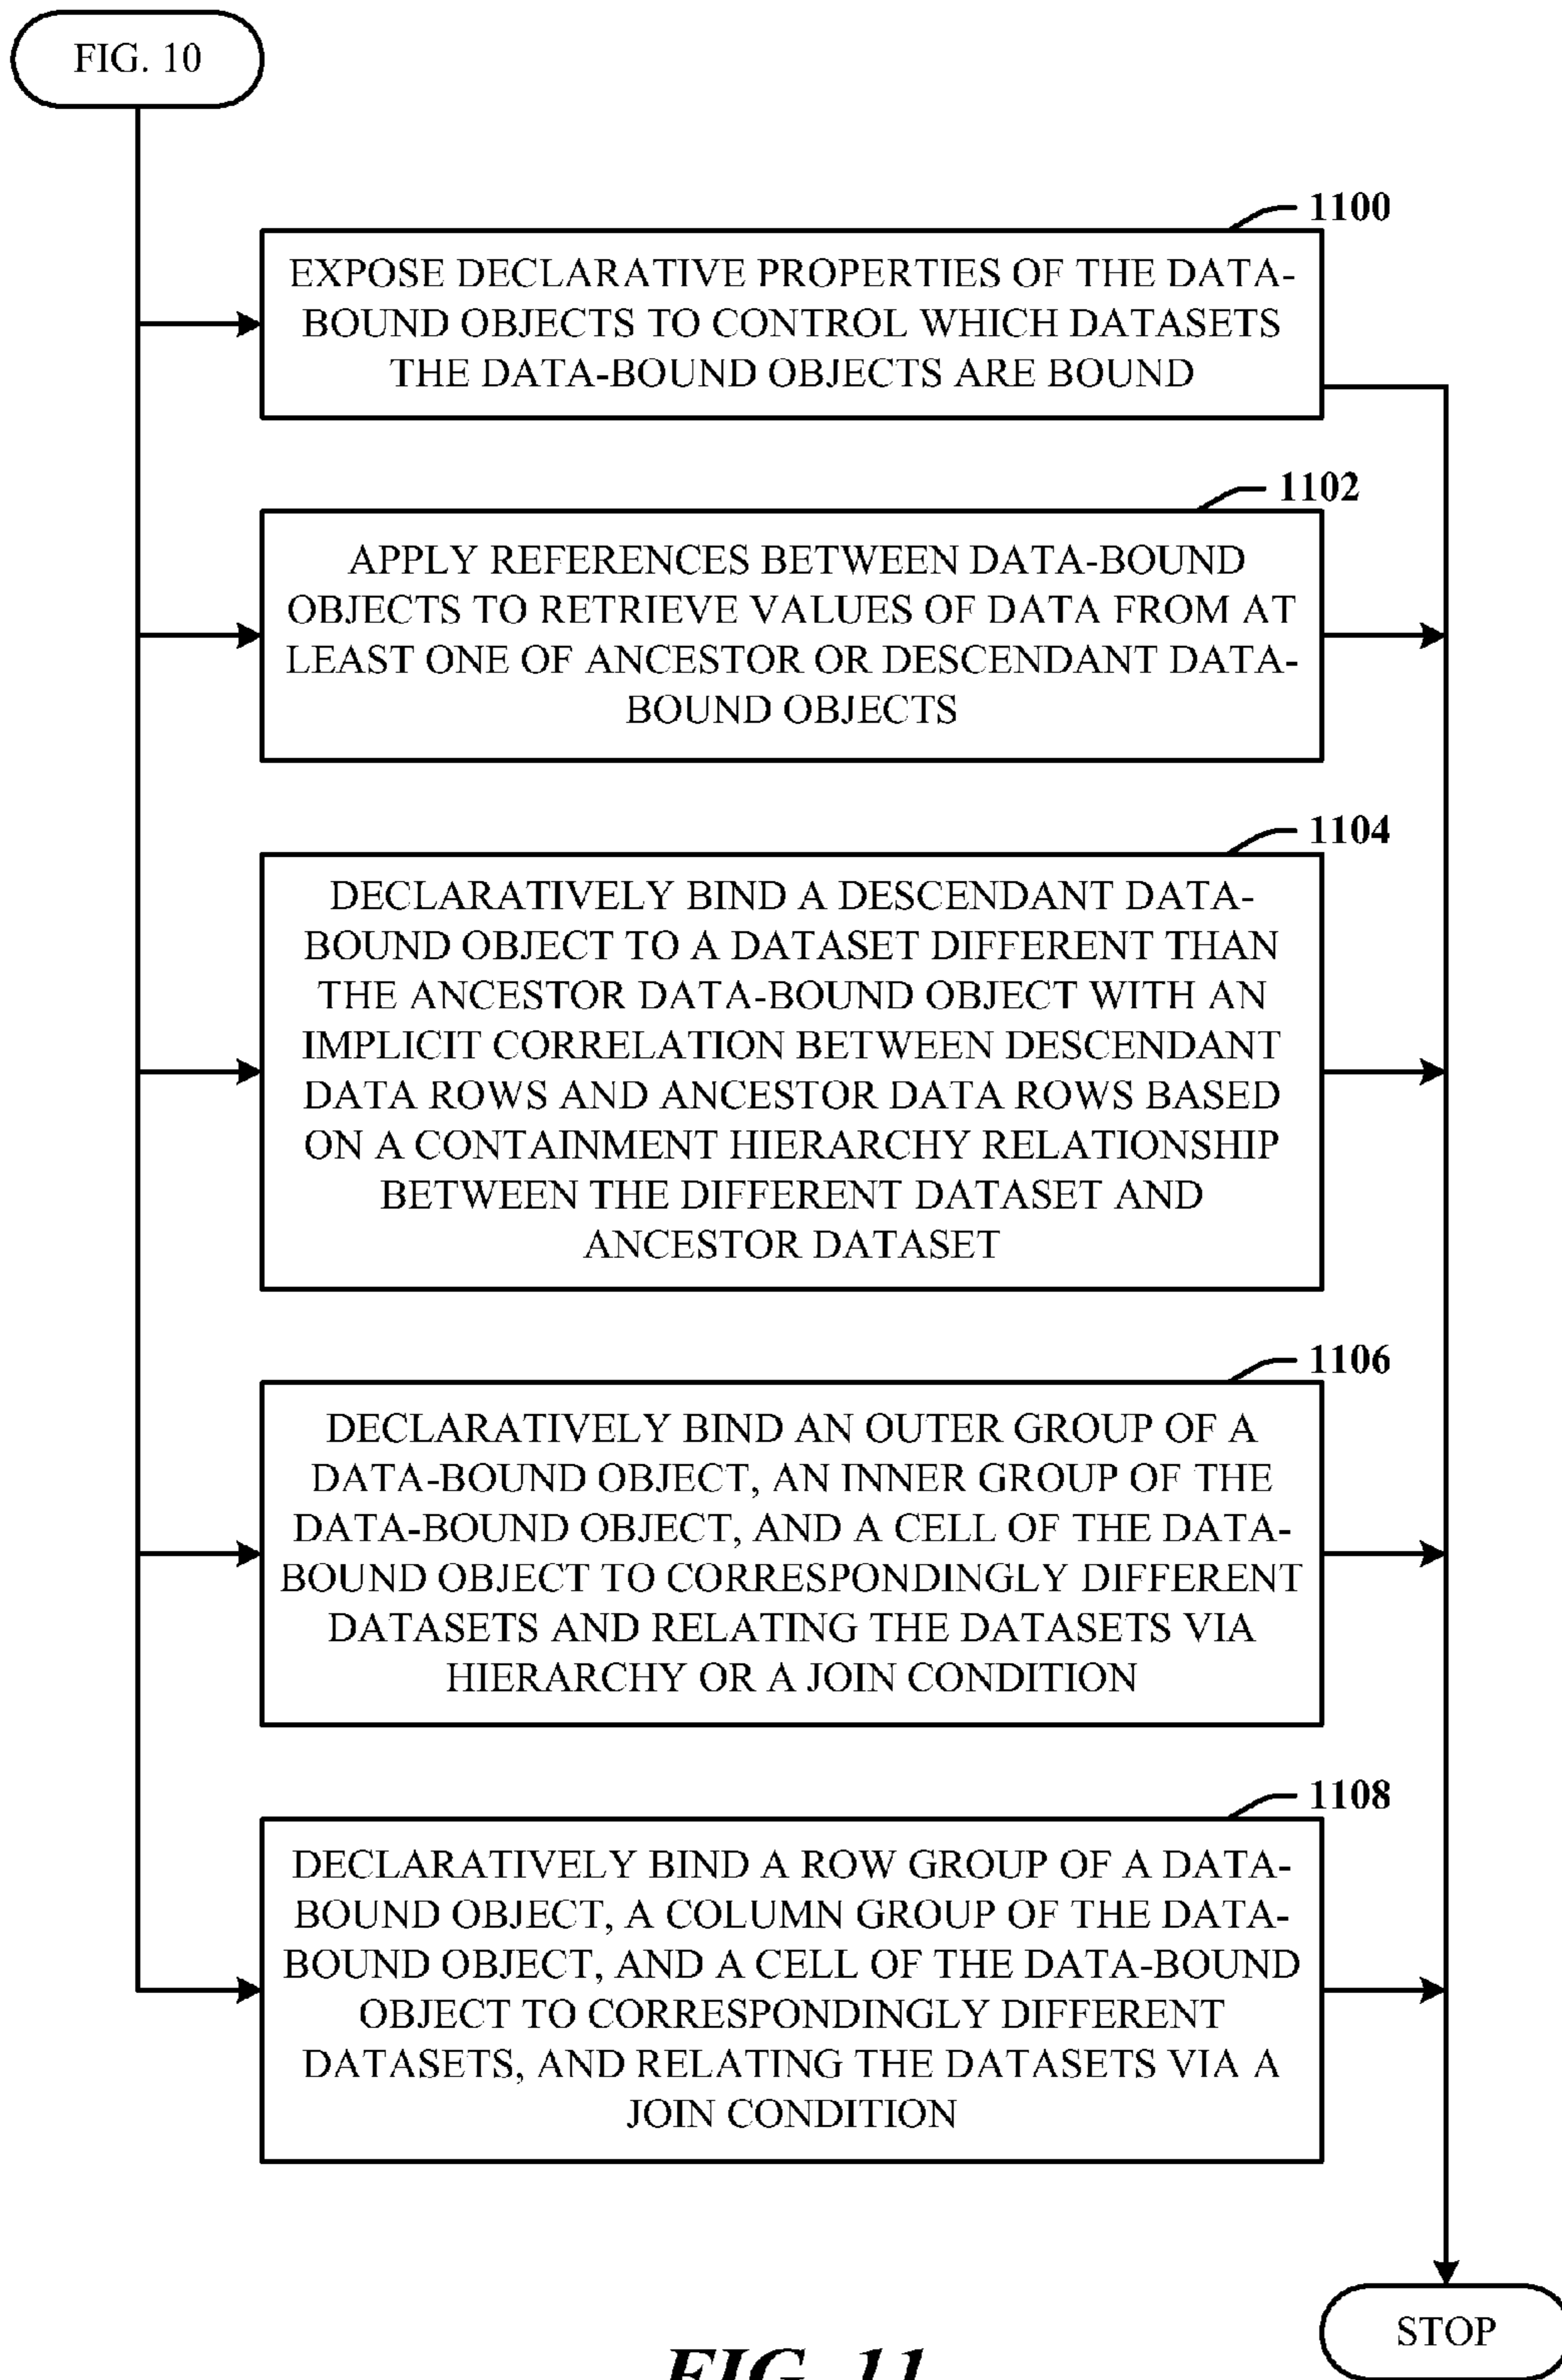 FIG. 10
1100
EXPOSE DECLARATIVE PROPERTIES OF THE DATA-
BOUND OBJECTS TO CONTROL WHICH DATASETS
THE DATA-BOUND OBJECTS ARE BOUND
1102
APPLY REFERENCES BETWEEN DATA-BOUND
OBJECTS TO RETRIEVE VALUES OF DATA FROM AT
LEAST ONE OF ANCESTOR OR DESCENDANT DATA-
BOUND OBJECTS
1104
DECLARATIVELY BIND A DESCENDANT DATA-
BOUND OBJECT TO A DATASET DIFFERENT THAN
THE ANCESTOR DATA-BOUND OBJECT WITH AN
IMPLICIT CORRELATION BETWEEN DESCENDANT
DATA ROWS AND ANCESTOR DATA ROWS BASED
ON A CONTAINMENT HIERARCHY RELATIONSHIP
BETWEEN THE DIFFERENT DATASET AND
ANCESTOR DATASET
1106
DECLARATIVELY BIND AN OUTER GROUP OF A
DATA-BOUND OBJECT, AN INNER GROUP OF THE
DATA-BOUND OBJECT, AND A CELL OF THE DATA-
BOUND OBJECT TO CORRESPONDINGLY DIFFERENT
DATASETS AND RELATING THE DATASETS VIA
HIERARCHY OR A JOIN CONDITION
1108
DECLARATIVELY BIND A ROW GROUP OF A DATA-
BOUND OBJECT, A COLUMN GROUP OF THE DATA-
BOUND OBJECT, AND A CELL OF THE DATA-BOUND
OBJECT TO CORRESPONDINGLY DIFFERENT
DATASETS, AND RELATING THE DATASETS VIA A
JOIN CONDITION
STOP
FIG. 11